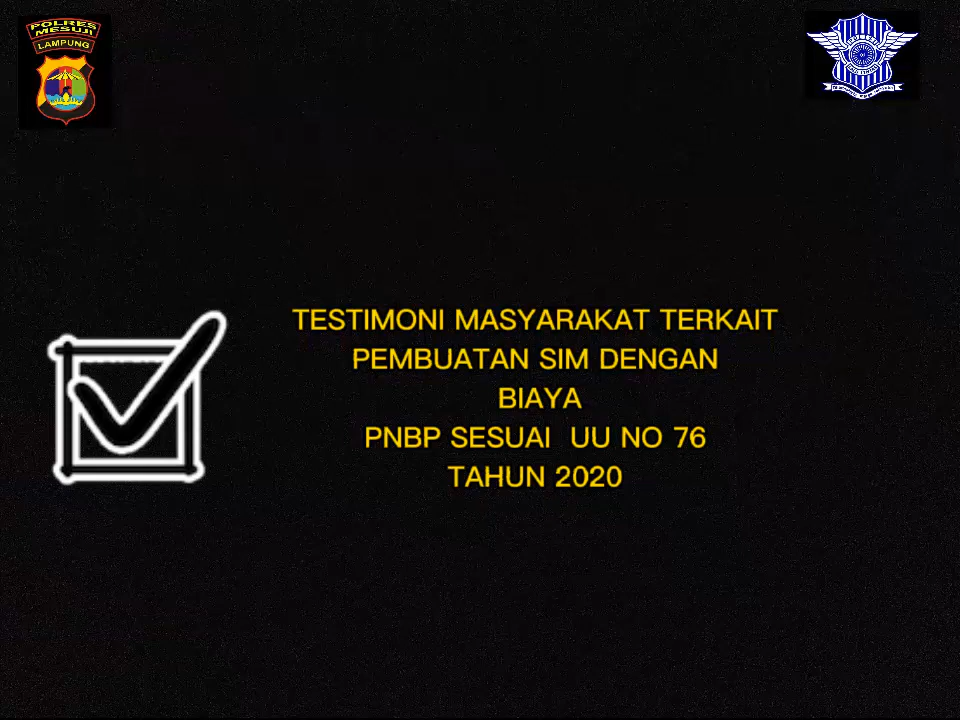 POLRES
MESUJI
LAMPUNG
TESTIMONI MASYARAKAT TERKAIT
PEMBUATAN SIM DENGAN
BIAYA
PNBP SESUAI UU NO 76
TAHUN 2020